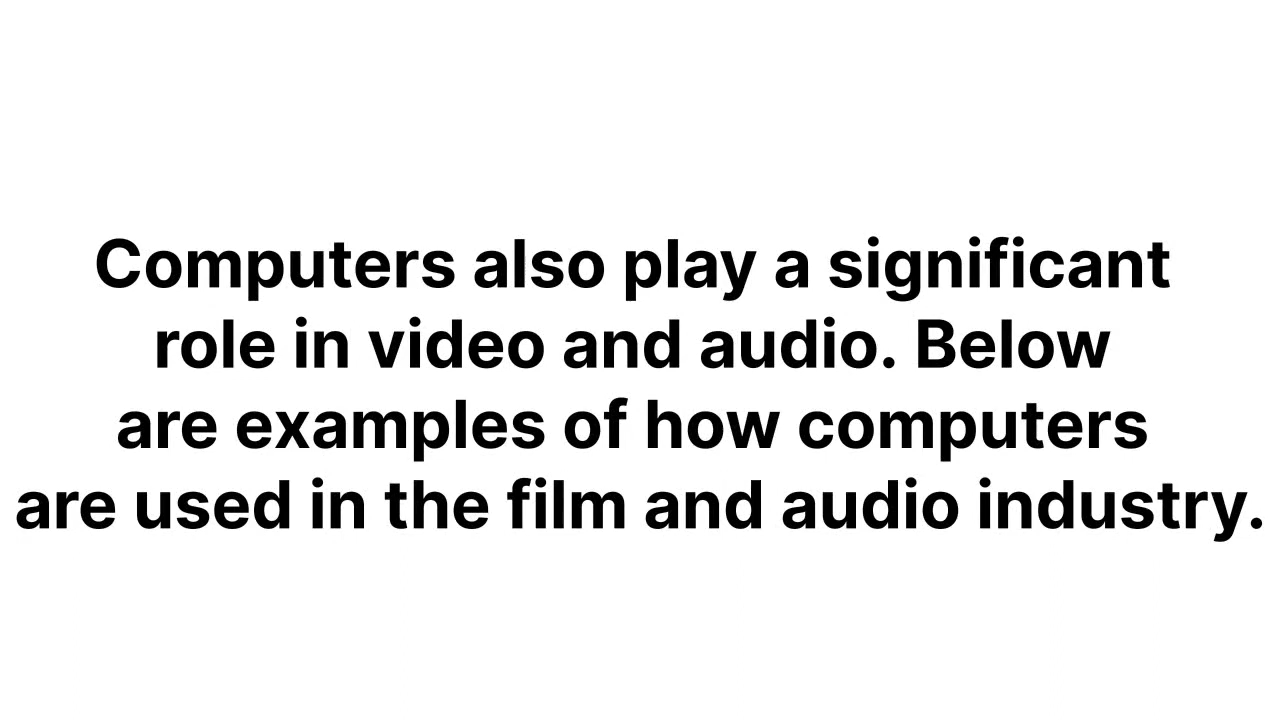 Computers also play a significant
role in video and audio. Below
are examples of how computers
are used in the film and audio industry.